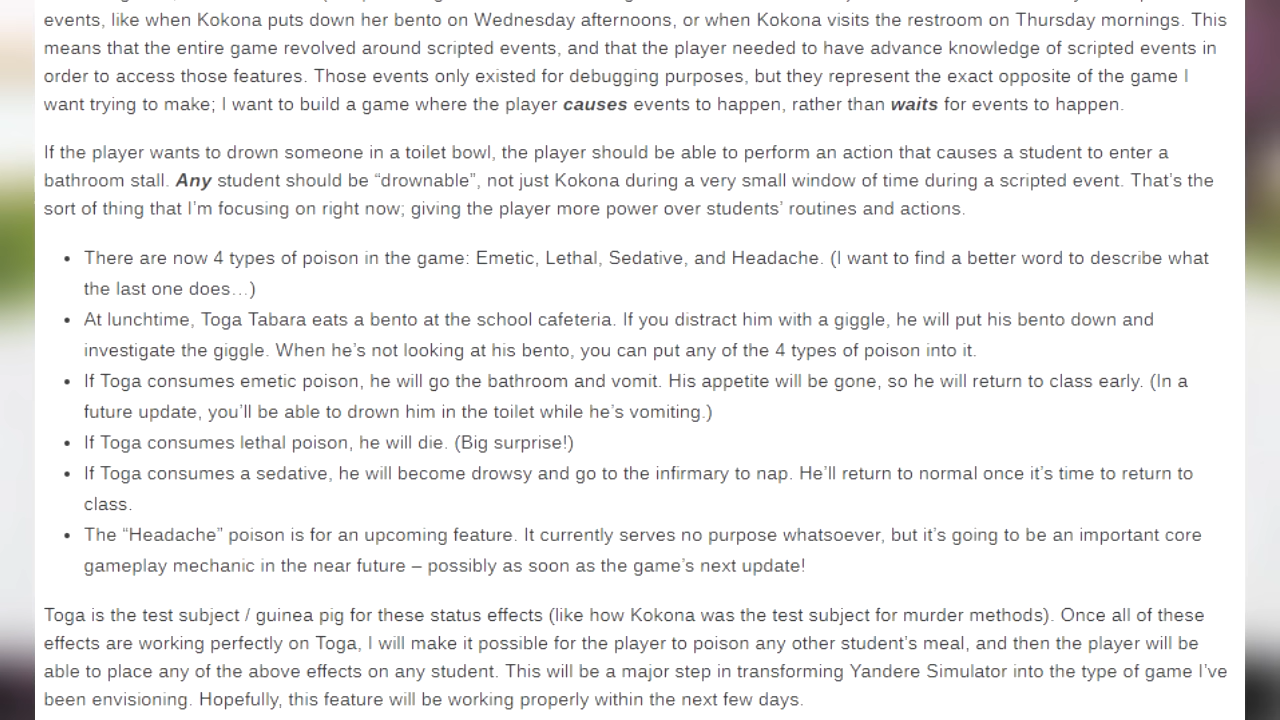 events, like when Kokona puts down her bento on Wednesday afternoons, or when Kokona visits the restroom on Thursday mornings. This
means that the entire game revolved around scripted events, and that the player needed to have advance knowledge of scripted events in
order to access those features. Those events only existed for debugging purposes, but they represent the exact opposite of the game I
want trying to make; I want to build a game where the player causes events to happen, rather than waits for events to happen.
If the player wants to drown someone in a toilet bowl, the player should be able to perform an action that causes a student to enter a
bathroom stall. Any student should be “drownable”, not just Kokona during a very small window of time during a scripted event. That’s the
sort of thing that I’m focusing on right now; giving the player more power over students’ routines and actions.
• There are now 4 types of poison in the game: Emetic, Lethal, Sedative, and Headache. (I want to find a better word to describe what
the last one does…)
• At lunchtime, Toga Tabara eats a bento at the school cafeteria. If you distract him with a giggle, he will put his bento down and
investigate the giggle. When he’s not looking at his bento, you can put any of the 4 types of poison into it.
• If Toga consumes emetic poison, he will go the bathroom and vomit. His appetite will be gone, so he will return to class early. (In a
future update, you’ll be able to drown him in the toilet while he’s vomiting.)
• If Toga consumes lethal poison, he will die. (Big surprise!)
• If Toga consumes a sedative, he will become drowsy and go to the infirmary to nap. He’ll return to normal once it’s time to return to
class.
• The “Headache” poison is for an upcoming feature. It currently serves no purpose whatsoever, but it’s going to be an important core
gameplay mechanic in the near future – possibly as soon as the game’s next update!
Toga is the test subject / guinea pig for these status effects (like how Kokona was the test subject for murder methods). Once all of these
effects are working perfectly on Toga, I will make it possible for the player to poison any other student’s meal, and then the player will be
able to place any of the above effects on any student. This will be a major step in transforming Yandere Simulator into the type of game I’ve
been envisioning. Hopefully, this feature will be working properly within the next few days.